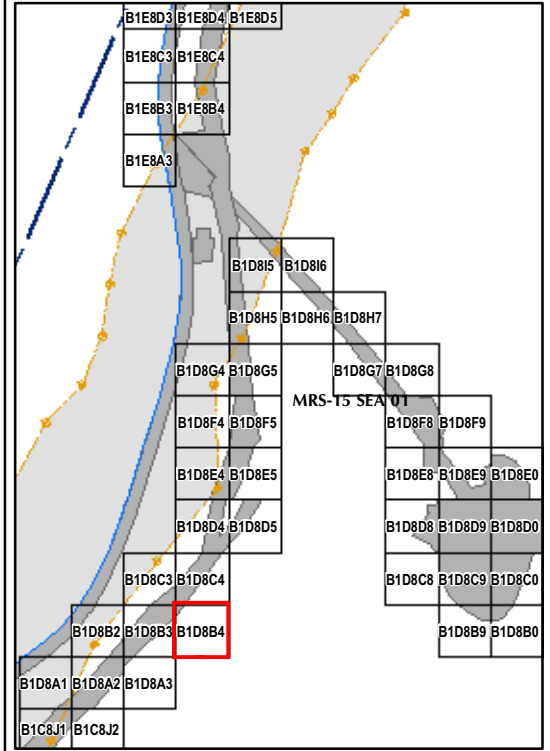 B1E8D3 B1E8D4 B1E8D5
B1E8C3 B1E8C4
B1E8B3 B1E8B4
B1E8A3
B1D8I5 B1D8I6
B1D8H5 B1D8H6 B1D8H7
B1D8G4 B1D8G5 B1D8G7 B1D8G8
MRS-15 SEA 01
B1D8F4 B1D8F5 B1D8F8 B1D8F9
B1D8E4 B1D8E5 B1D8E8 B1D8E9 B1D8E0
B1D8D4 B1D8D5 B1D8D8 B1D8D9 B1D8D0
B1D8C3 B1D8C4 B1D8C8 B1D8C9 B1D8C0
B1D8B2 B1D8B3 B1D8B4 B1D8B9 B1D8B0
B1D8A1 B1D8A2 B1D8A3
B1C8J1 B1C8J2